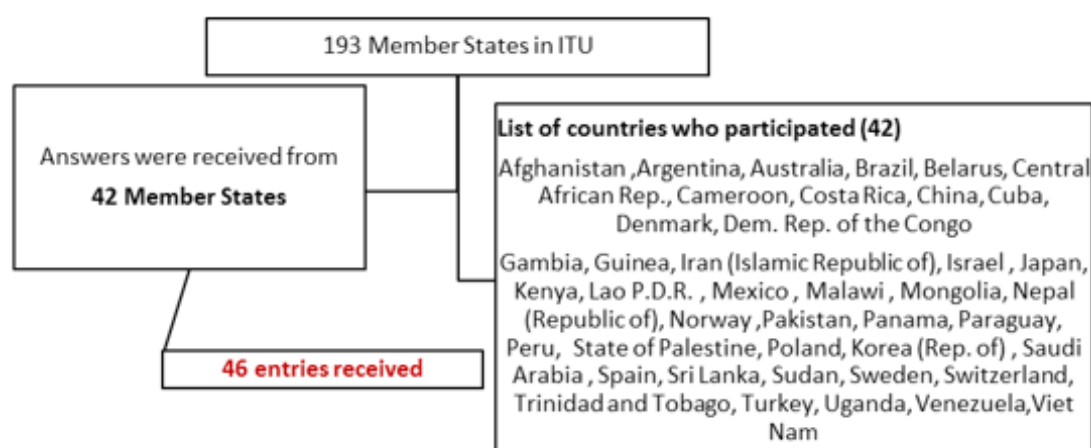 193 Member States in ITU
Answers were received from
42 Member States
46 entries received
List of countries who participated (42)
Afghanistan ,Argentina, Australia, Brazil, Belarus, Central
African Rep., Cameroon, Costa Rica, China, Cuba,
Denmark, Dem. Rep. of the Congo
Gambia, Guinea, Iran (Islamic Republic of), Israel , Japan,
Kenya, Lao P.D.R. , Mexico , Malawi , Mongolia, Nepal
(Republic of), Norway ,Pakistan, Panama, Paraguay,
Peru, State of Palestine, Poland, Korea (Rep. of) , Saudi
Arabia , Spain, Sri Lanka, Sudan, Sweden, Switzerland,
Trinidad and Tobago, Turkey, Uganda, Venezuela,Viet
Nam